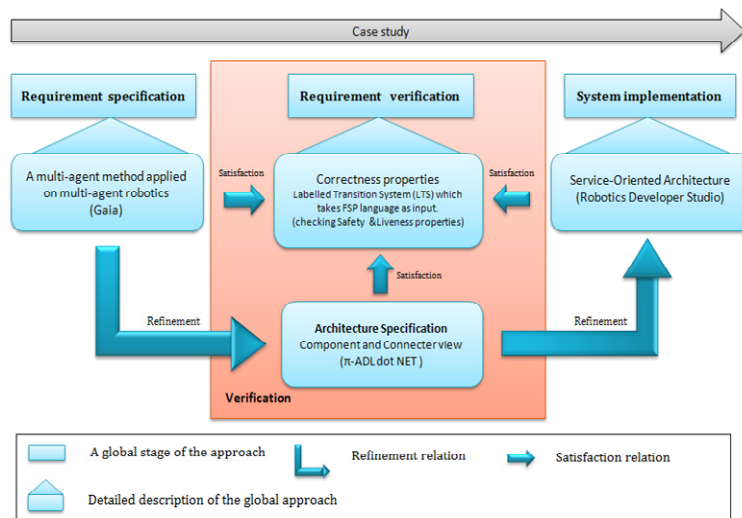 Case study
Requirement specification
Requirement verification
System implementation
A multi-agent method applied
on multi-agent robotics
(Gaia)
Satisfaction
Correctness properties
Labelled Transition System (LTS) which
takes FSP language as input.
(checking Safety &Liveness properties)
Satisfaction
Service-Oriented Architecture
(Robotics Developer Studio)
Satisfaction
Refinement
Architecture Specification
Component and Connecter view
(π-ADL dot NET )
Refinement
Verification
A global stage of the approach
Refinement relation
Satisfaction relation
Detailed description of the global approach